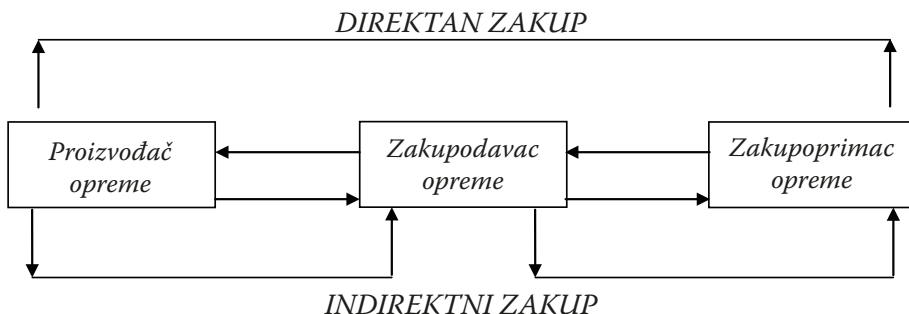 DIREKTAN ZAKUP
Proizvođač
opreme
Zakupodavac
opreme
Zakupoprimac
opreme
INDIREKTNI ZAKUP